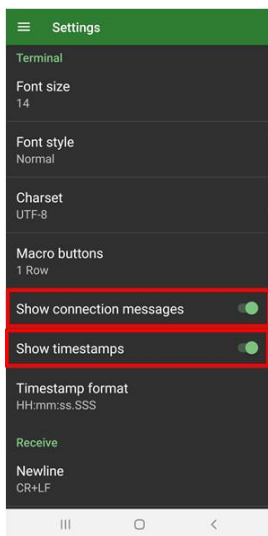 Settings
Terminal
Font size
14
Font style
Normal
Charset
UTF-8
Macro buttons
1 Row
Show connection messages
Show timestamps
Timestamp format
HH:mm:ss.SSS
Receive
Newline
CR+LF